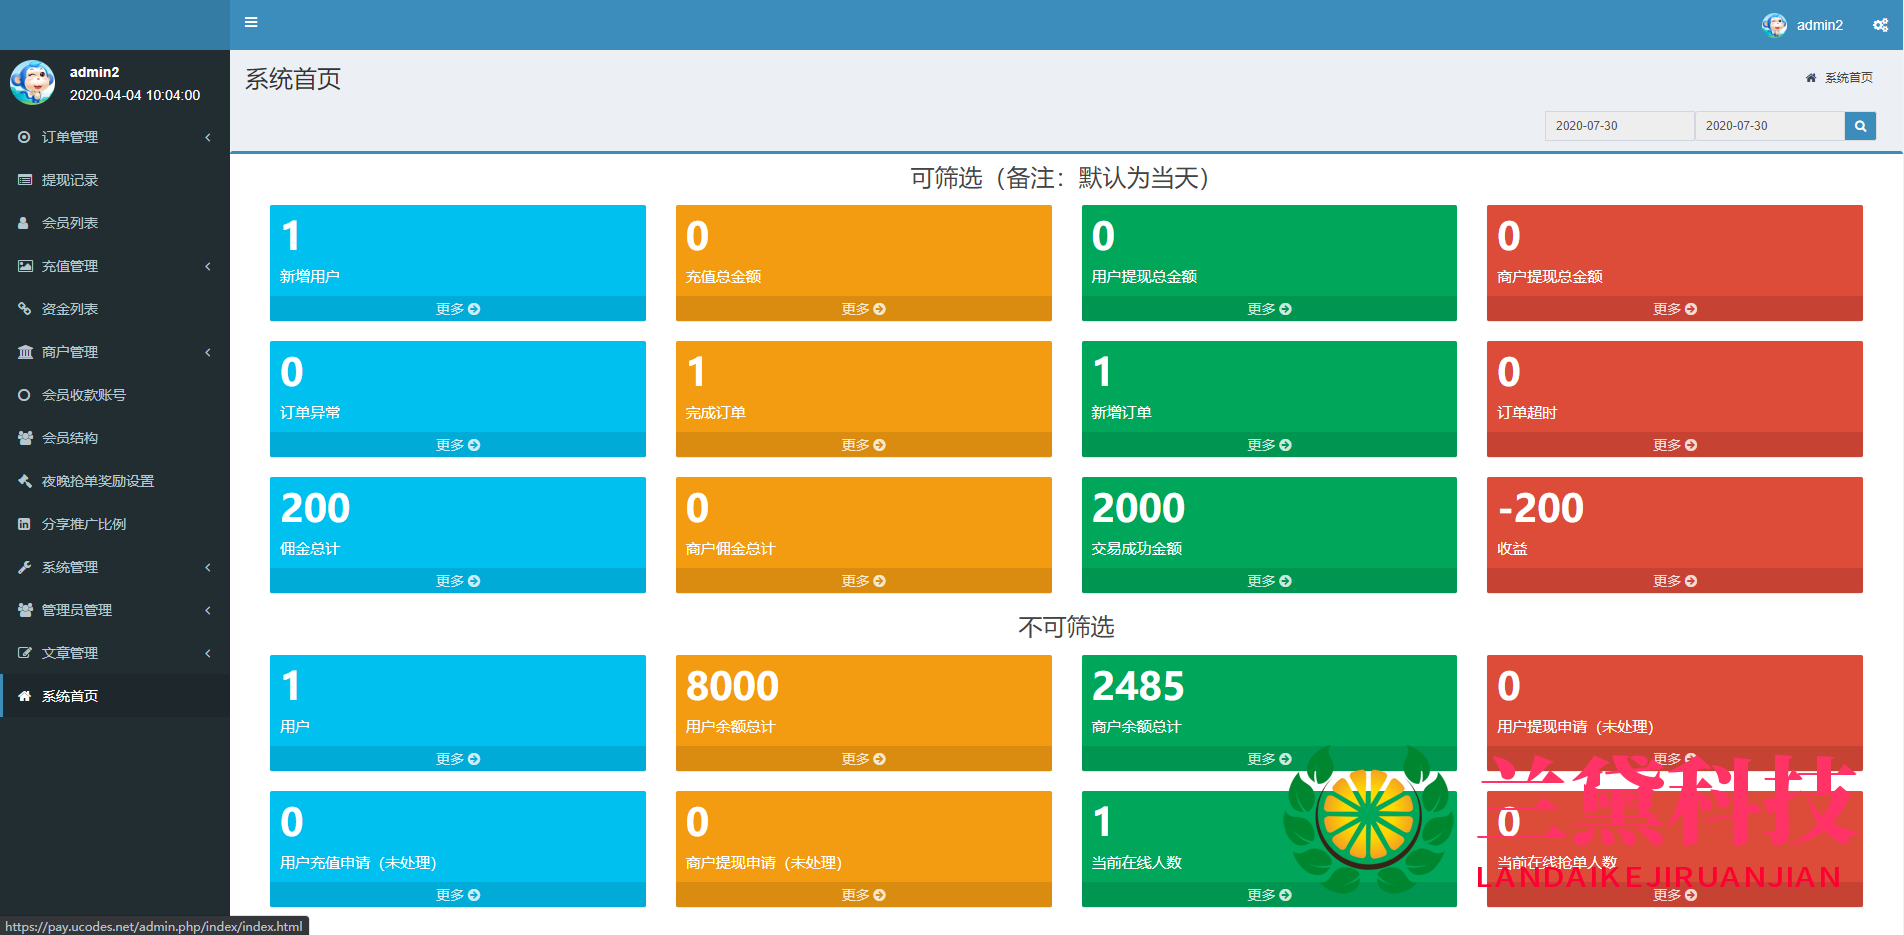 admin2
admin2
2020-04-04 10:04:00
订单管理
提现记录
会员列表
充值管理
资金列表
商户管理
会员收款账号
会员结构
夜晚抢单奖励设置
分享推广比例
系统管理
管理员管理
文章管理
系统首页
系统首页
系统首页
2020-07-30 2020-07-30
可筛选（备注：默认为当天）
1 0 0 0
新增用户 充值总金额 用户提现总金额 商户提现总金额
更多 更多 更多 更多
0 1 1 0
订单异常 完成订单 新增订单 订单超时
更多 更多 更多 更多
200 0 2000 -200
佣金总计 商户佣金总计 交易成功金额 收益
更多 更多 更多 更多
不可筛选
1 8000 2485 0
用户 用户余额总计 商户余额总计 用户提现申请（未处理）
更多 更多 更多 更多
0 0 1 0
用户充值申请（未处理） 商户提现申请（未处理） 当前在线人数 当前在线抢单人数
更多 更多 更多 更多
兰黛科技
LANDAIKEJIRUANJIAN
https://pay.ucodes.net/admin.php/index/index.html